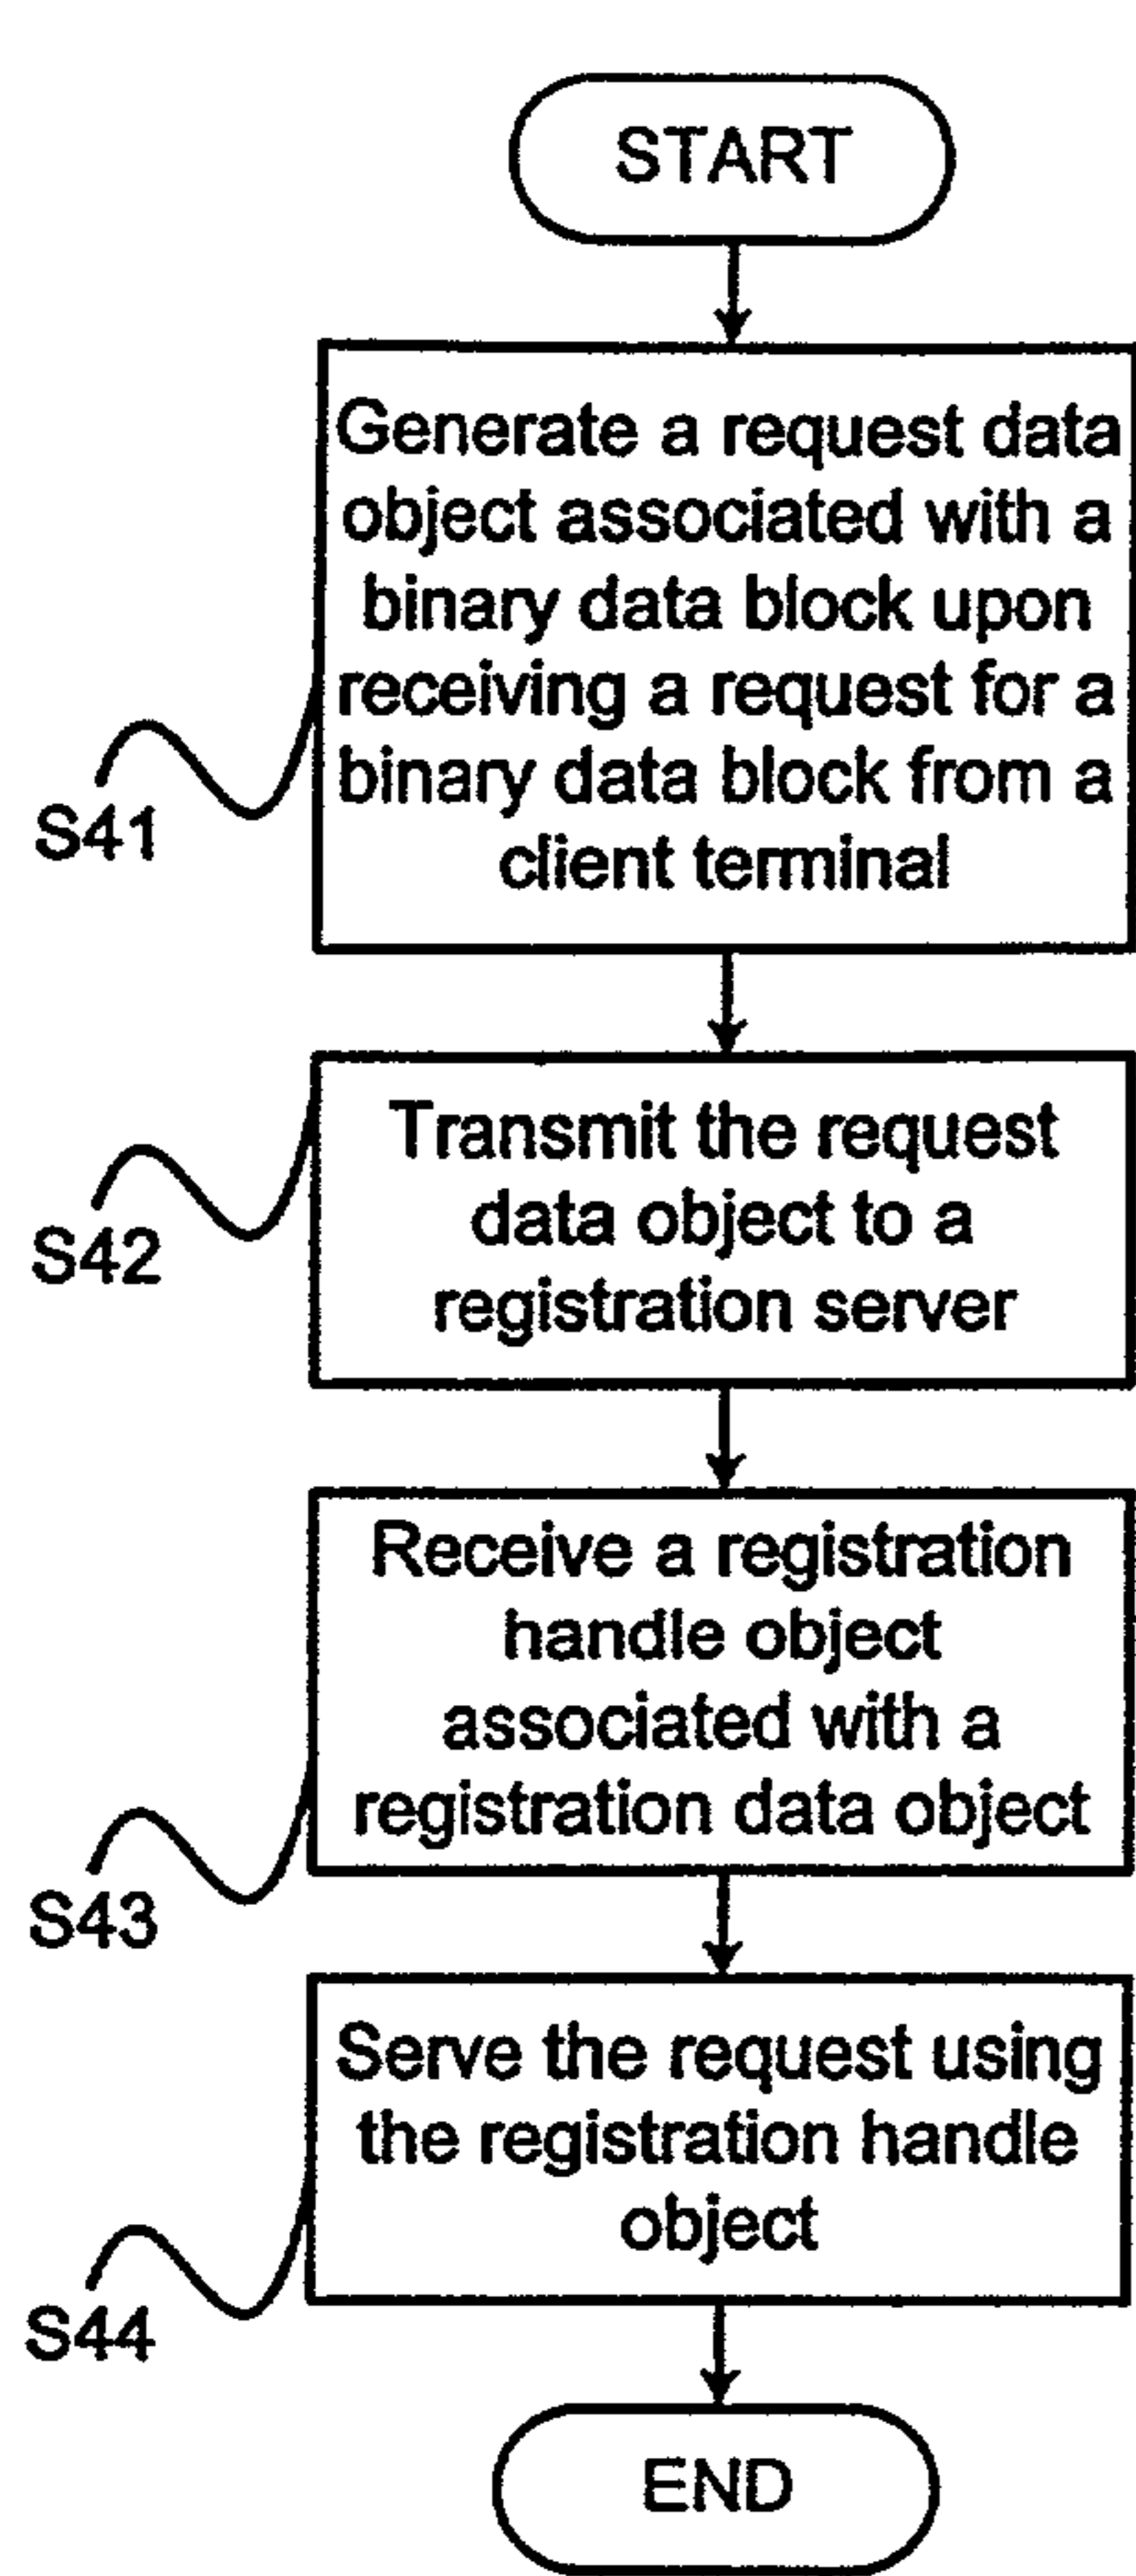 START
Generate a request data
object associated with a
binary data block upon
receiving a request for a
binary data block from a
client terminal
S41
Transmit the request
data object to a
registration server
S42
Receive a registration
handle object
associated with a
registration data object
S43
Serve the request using
the registration handle
object
S44
END